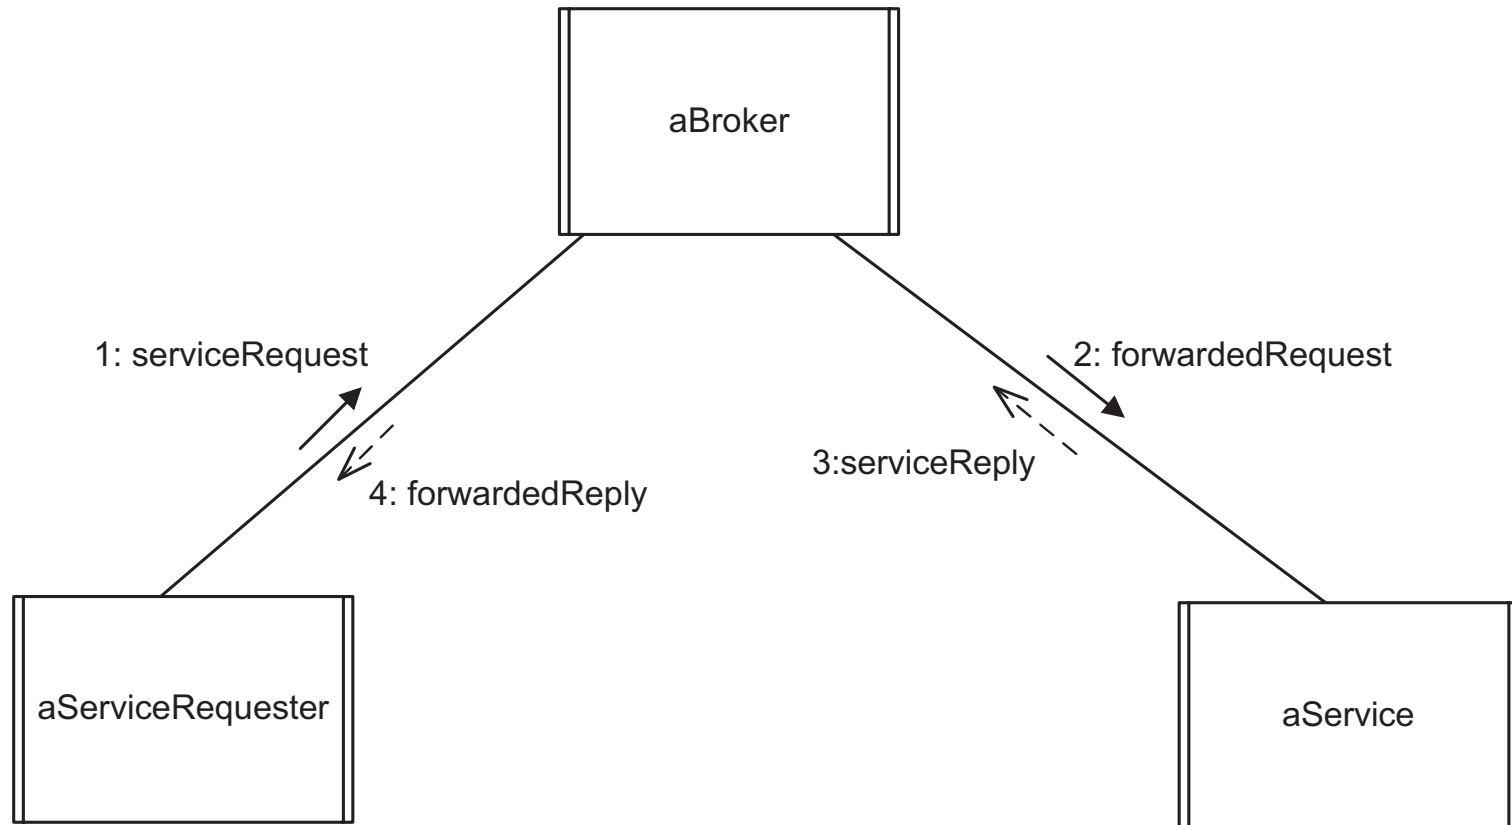 aBroker
1: serviceRequest
2: forwardedRequest
3:serviceReply
4: forwardedReply
aServiceRequester
aService